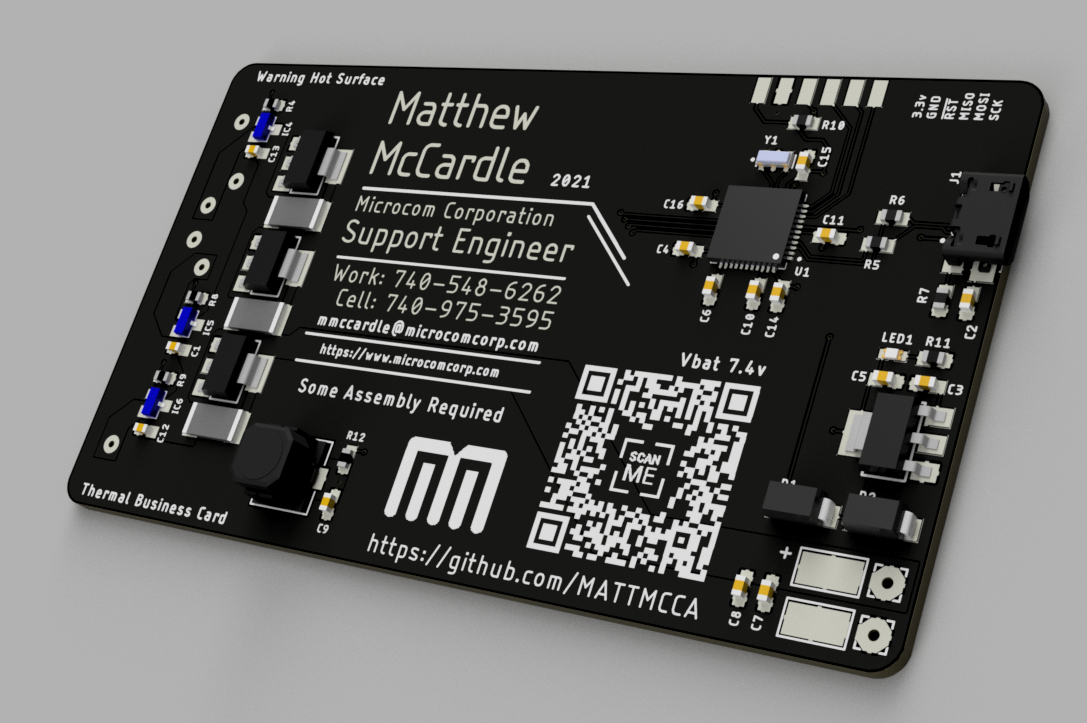 Warning Hot Surface
R4
IC4
C13
Matthew
McCardle 2021
Microcom Corporation
Support Engineer
Work: 740-548-6262
Cell: 740-975-3595
mmccardle@microcomcorp.com
https://www.microcomcorp.com
Some Assembly Required
R8
IC5
C1
R9
IC6
C12
Thermal Business Card
R12
C9
https://github.com/MATTMCCA
Vbat 7.4v
SCAN
ME
R10
Y1
C15
C16
C4
C11
U1
C6
C10
C14
3.3v
GND
RST
MISO
MOSI
SCK
J1
R6
R5
R7
C2
LED1
R11
C5
C3
+
C8
C7